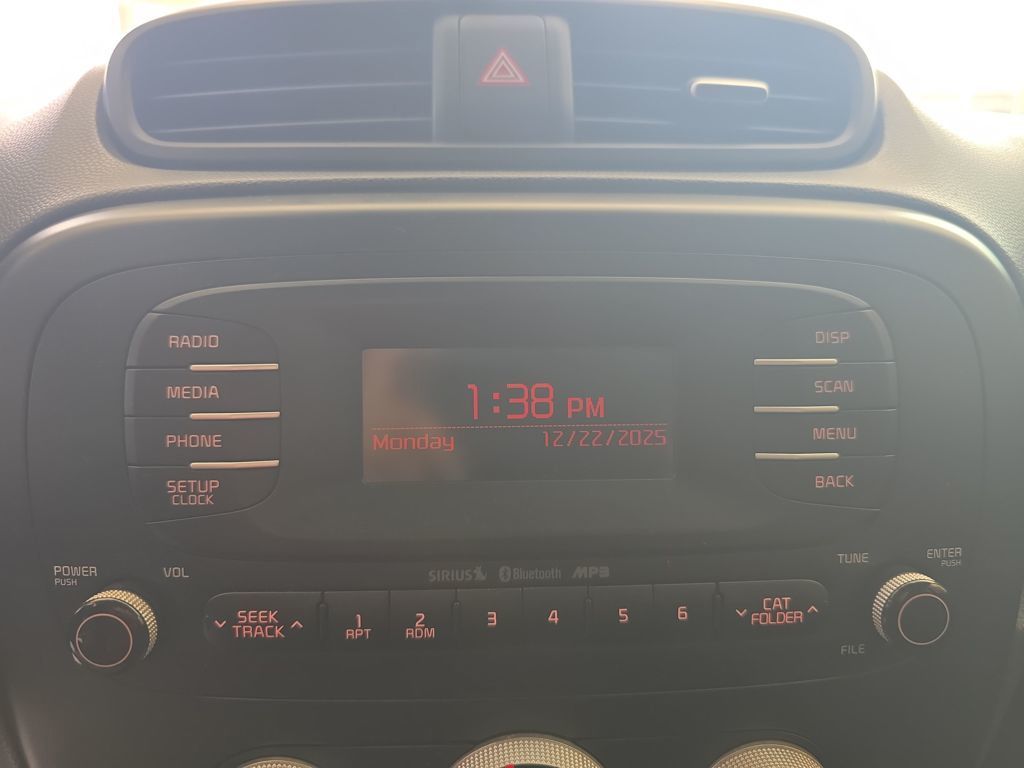 RADIO
MEDIA
PHONE
SETUP
CLOCK
1:38 PM
Monday 12/22/2025
DISP
SCAN
MENU
BACK
POWER
PUSH
VOL
SIRIUS Bluetooth MP3
TUNE
ENTER
PUSH
SEEK
TRACK
1
RPT
2
RDM
3
4
5
6
CAT
FOLDER
FILE